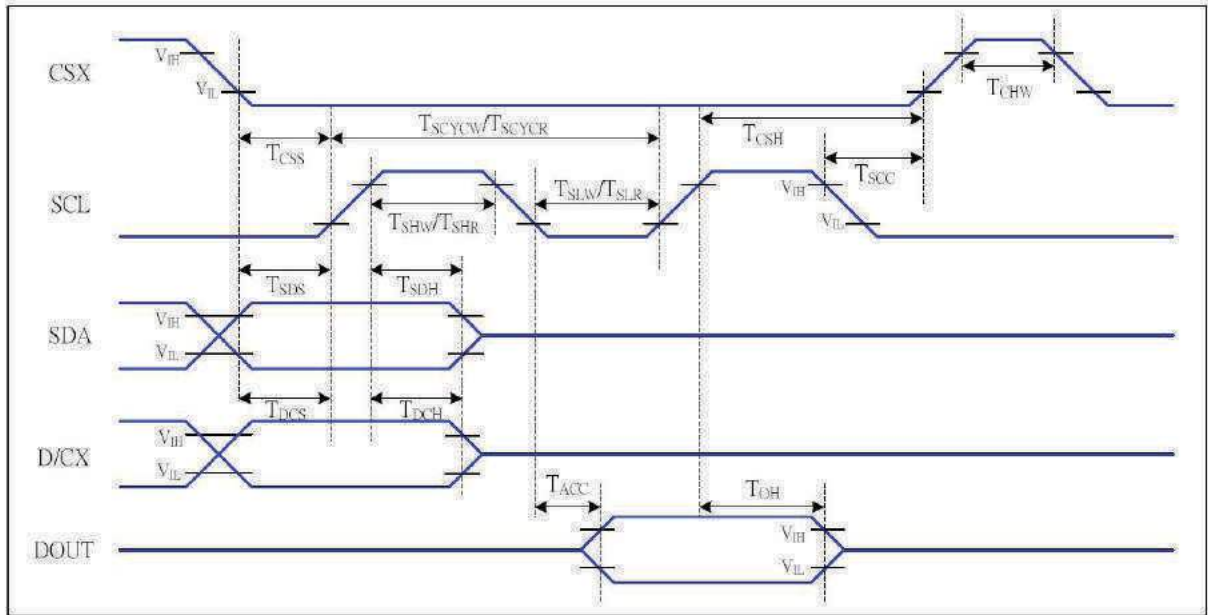 CSX
VIH
VIL
TCHW
TSCYCW/TSCYCR
TCSS
TCSH
TSCC
SCL
TSHW/TSHR
TSLW/TSLR
VIH
VIL
TSDS
TSDH
SDA
VIH
VIL
TDCS
TDCH
D/CX
VIH
VIL
TACC
TOH
DOUT
VIH
VIL